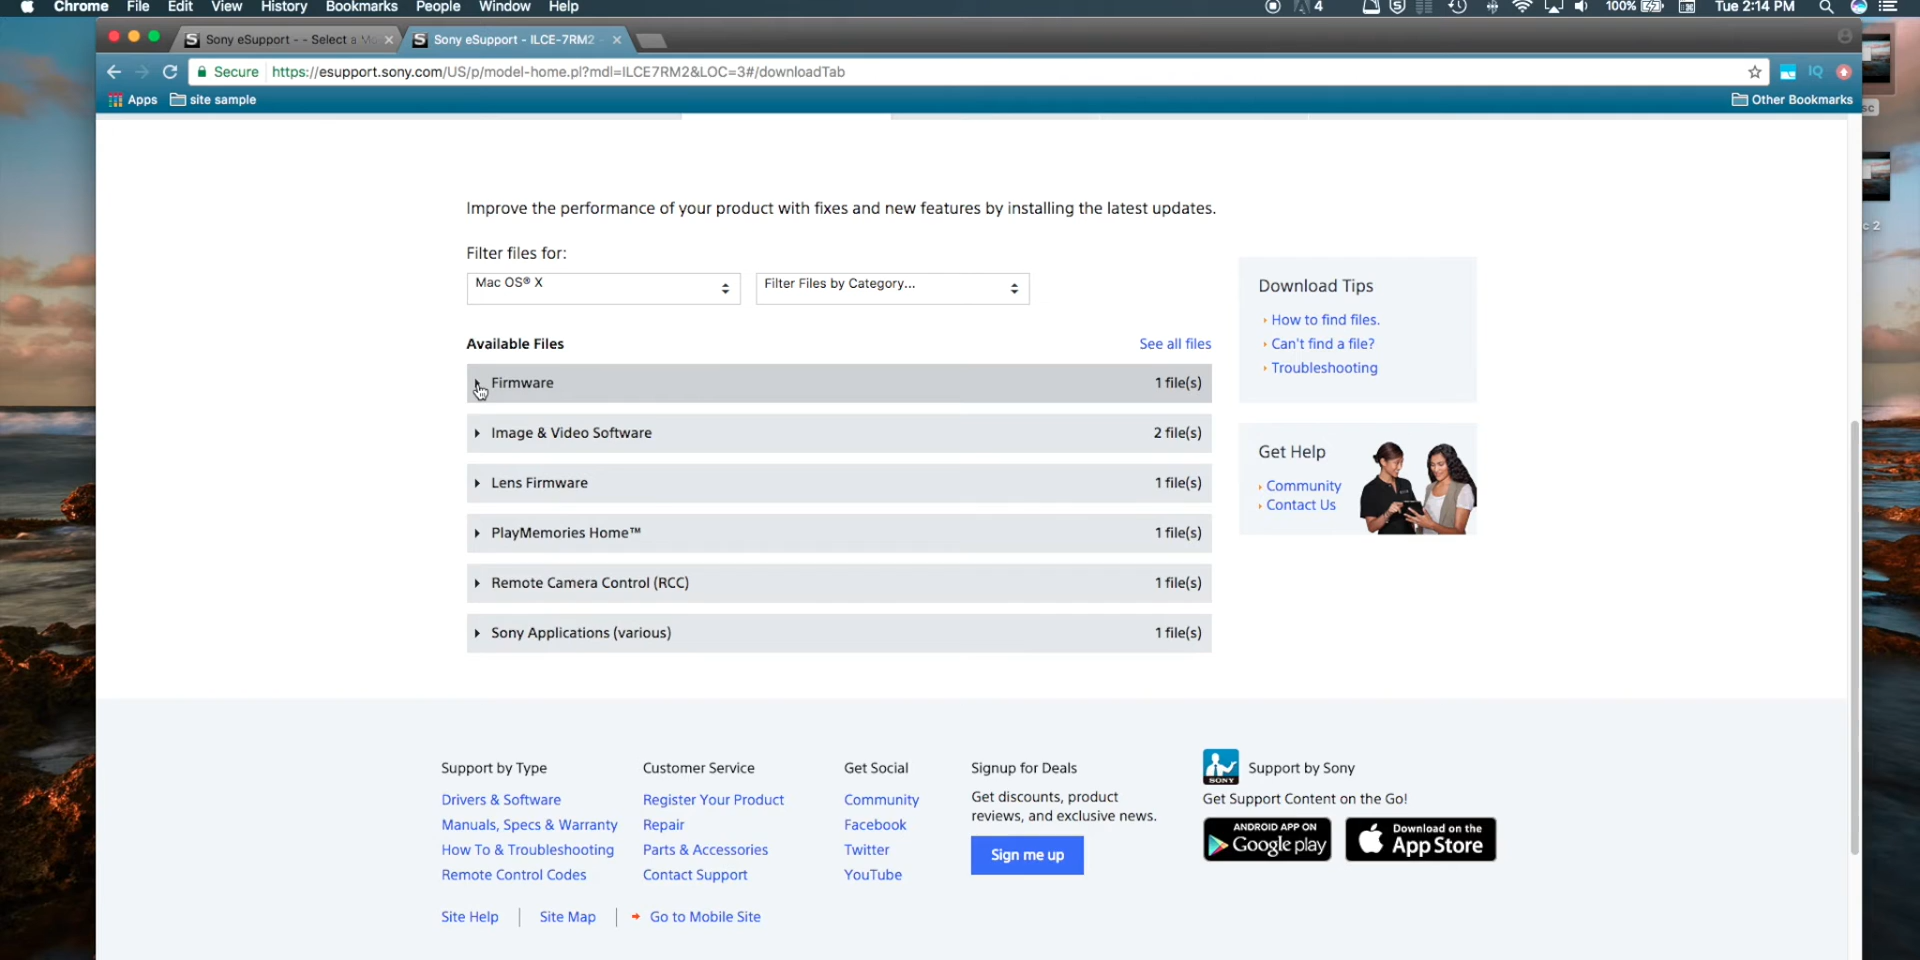 Chrome File Edit View History Bookmarks People Window Help 4 100% Tue 2:14 PM
Sony eSupport - - Select a Mo Sony eSupport - ILCE-7RM2 -
Secure https://esupport.sony.com/US/p/model-home.pl?mdl=ILCE7RM2&LOC=3#/downloadTab IQ
Apps site sample Other Bookmarks
sc
c 2
Improve the performance of your product with fixes and new features by installing the latest updates.
Filter files for:
Mac OS® X Filter Files by Category...
Available Files See all files
Firmware 1 file(s)
Image & Video Software 2 file(s)
Lens Firmware 1 file(s)
PlayMemories Home™ 1 file(s)
Remote Camera Control (RCC) 1 file(s)
Sony Applications (various) 1 file(s)
Download Tips
How to find files.
Can't find a file?
Troubleshooting
Get Help
Community
Contact Us
Support by Type
Drivers & Software
Manuals, Specs & Warranty
How To & Troubleshooting
Remote Control Codes
Customer Service
Register Your Product
Repair
Parts & Accessories
Contact Support
Get Social
Community
Facebook
Twitter
YouTube
Signup for Deals
Get discounts, product
reviews, and exclusive news.
Sign me up
SONY
Support by Sony
Get Support Content on the Go!
ANDROID APP ON
Google play
Download on the
App Store
Site Help Site Map Go to Mobile Site